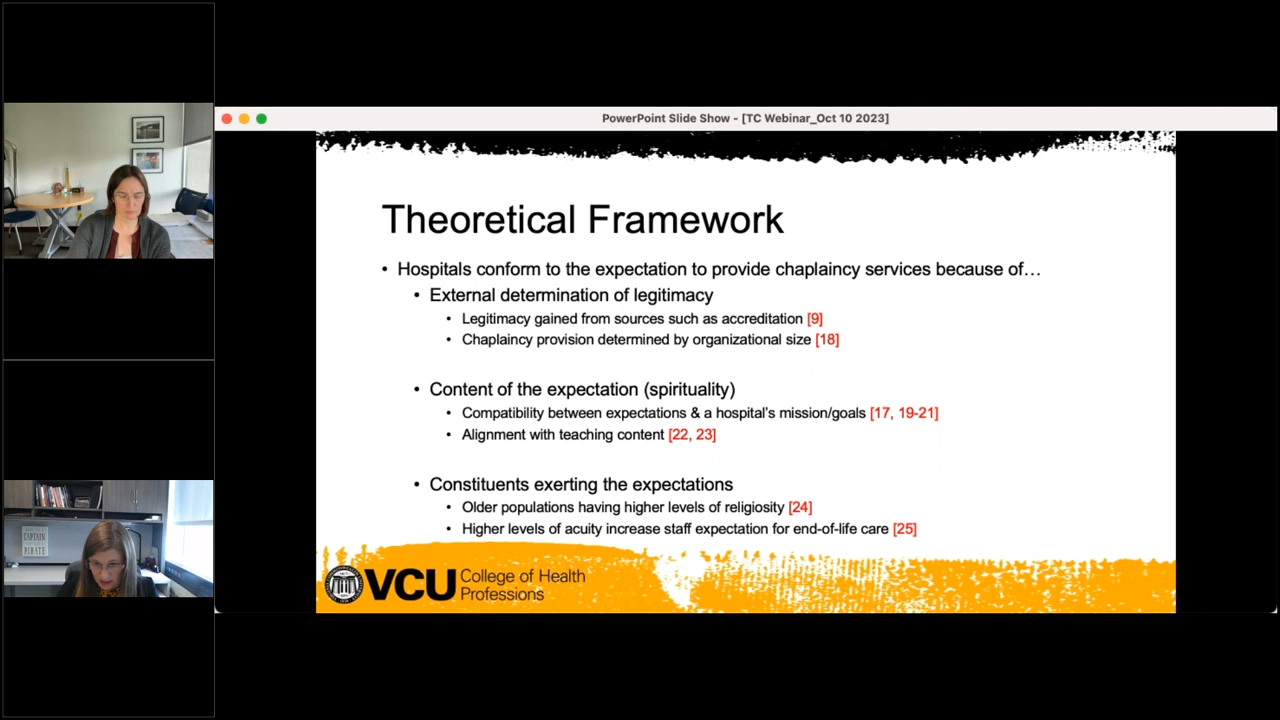 PowerPoint Slide Show - [TC Webinar_Oct 10 2023]
Theoretical Framework
• Hospitals conform to the expectation to provide chaplaincy services because of…
• External determination of legitimacy
• Legitimacy gained from sources such as accreditation [9]
• Chaplaincy provision determined by organizational size [18]
• Content of the expectation (spirituality)
• Compatibility between expectations & a hospital's mission/goals [17, 19-21]
• Alignment with teaching content [22, 23]
• Constituents exerting the expectations
• Older populations having higher levels of religiosity [24]
• Higher levels of acuity increase staff expectation for end-of-life care [25]
VCU College of Health
Professions
CAPTAIN
PIRATE